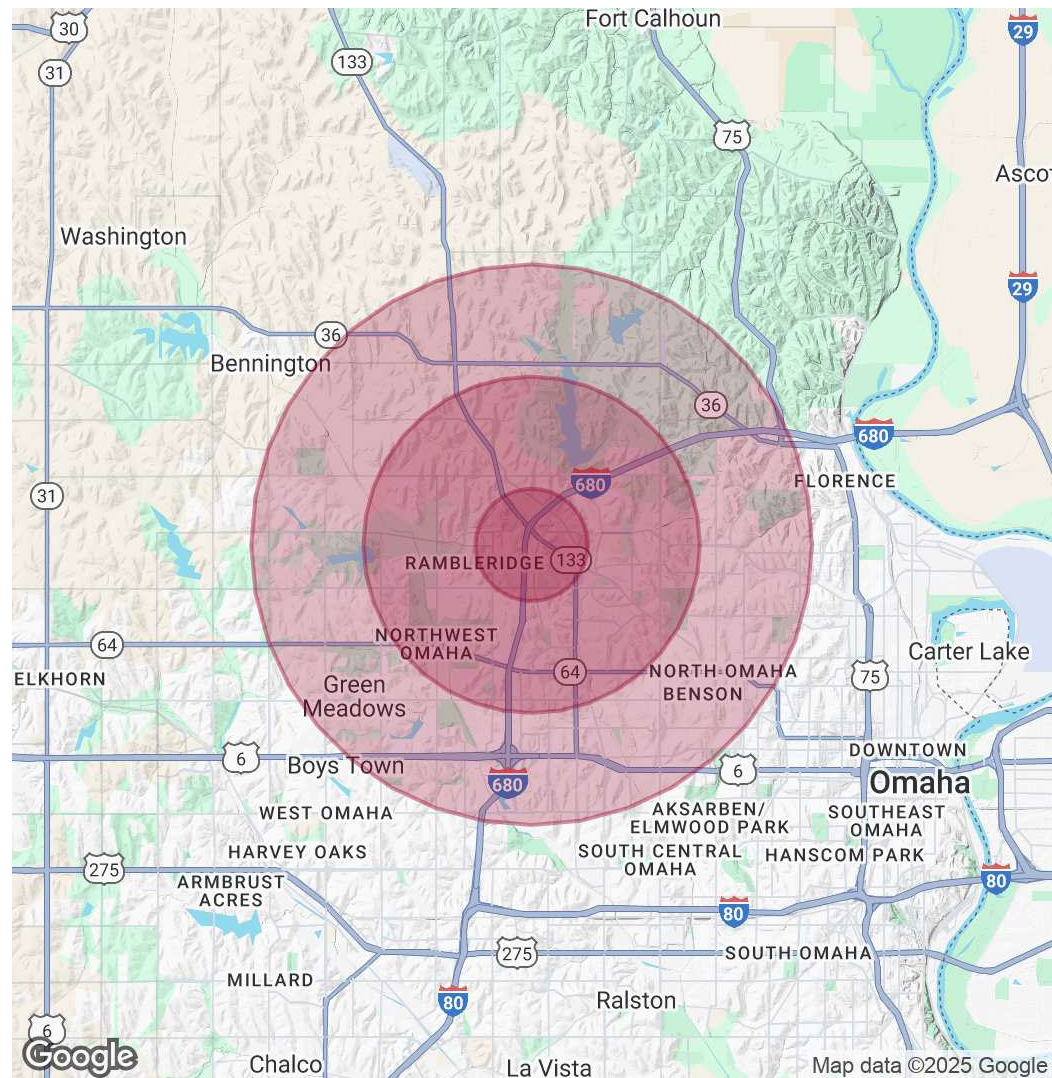 Fort Calhoun
30
29
133
31
75
Ascot
Washington
29
36
Bennington
36
680
680
FLORENCE
31
RAMBLERIDGE
133
NORTHWEST
OMAHA
64
64
NORTH OMAHA
BENSON
Carter Lake
ELKHORN
Green
Meadows
75
6
Boys Town
680
6
DOWNTOWN
Omaha
WEST OMAHA
AKSARBEN/
ELMWOOD PARK
SOUTHEAST
OMAHA
HARVEY OAKS
SOUTH CENTRAL
OMAHA
HANSCOM PARK
275
ARMBRUST
ACRES
80
80
275
SOUTH OMAHA
MILLARD
80
Ralston
6
Google
Chalco
La Vista
Map data ©2025 Google